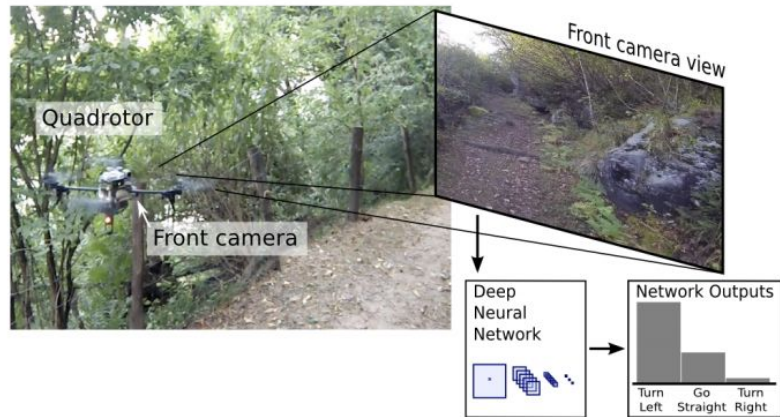 Front camera view
Quadrotor
Front camera
Deep
Neural
Network
Network Outputs
Turn Go Turn
Left Straight Right